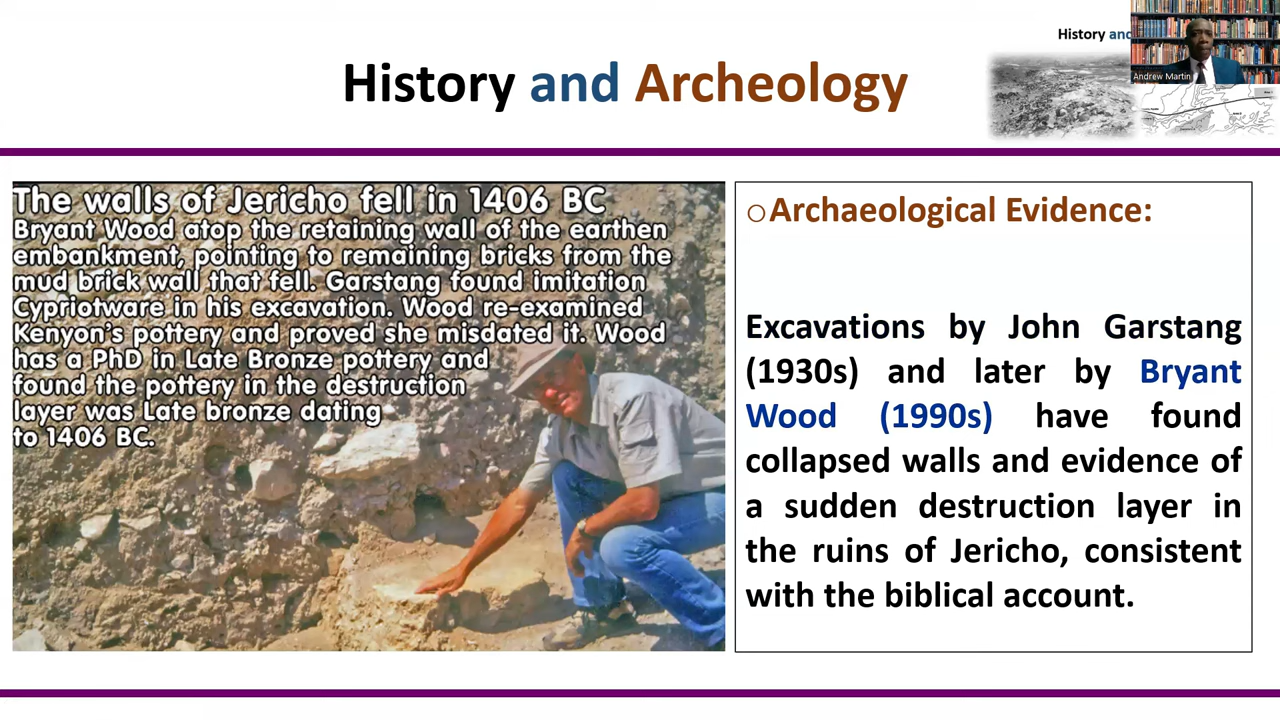 History and
Andrew Martin
History and Archeology
The walls of Jericho fell in 1406 BC
Bryant Wood atop the retaining wall of the earthen
embankment, pointing to remaining bricks from the
mud brick wall that fell. Garstang found imitation
Cypriotware in his excavation. Wood re-examined
Kenyon's pottery and proved she misdated it. Wood
has a PhD in Late Bronze pottery and
found the pottery in the destruction
layer was Late bronze dating
to 1406 BC.
○Archaeological Evidence:
Excavations by John Garstang
(1930s) and later by Bryant
Wood (1990s) have found
collapsed walls and evidence of
a sudden destruction layer in
the ruins of Jericho, consistent
with the biblical account.